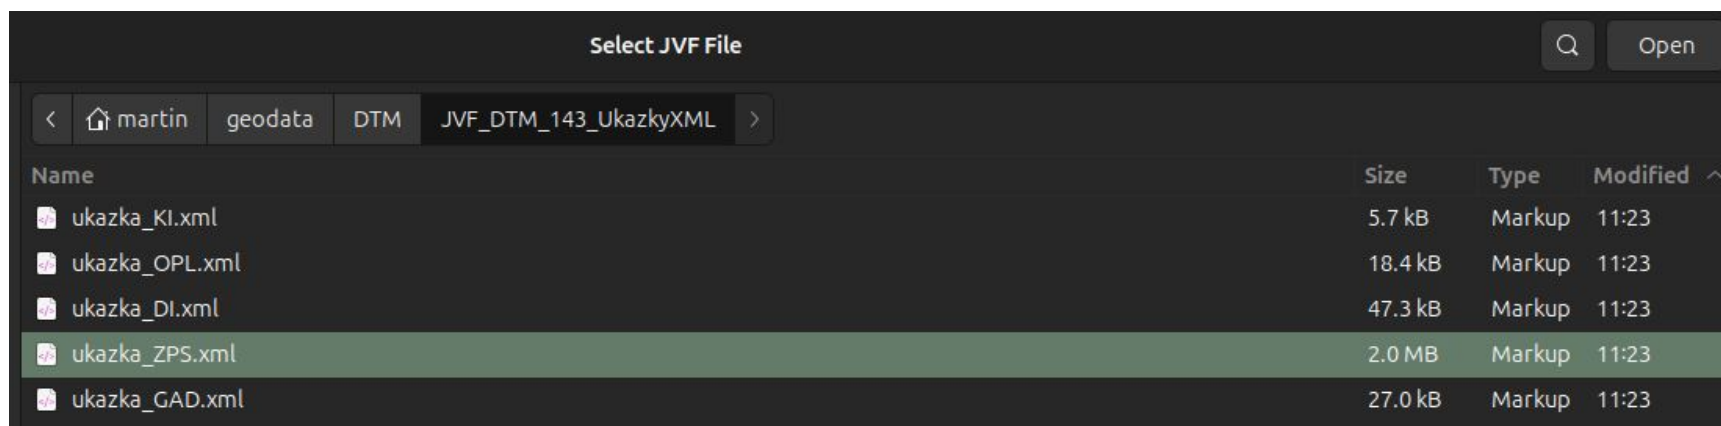 Select JVF File Open
martin geodata DTM JVF_DTM_143_UkazkyXML
Name Size Type Modified
ukazka_KI.xml 5.7 kB Markup 11:23
ukazka_OPL.xml 18.4 kB Markup 11:23
ukazka_DI.xml 47.3 kB Markup 11:23
ukazka_ZPS.xml 2.0 MB Markup 11:23
ukazka_GAD.xml 27.0 kB Markup 11:23